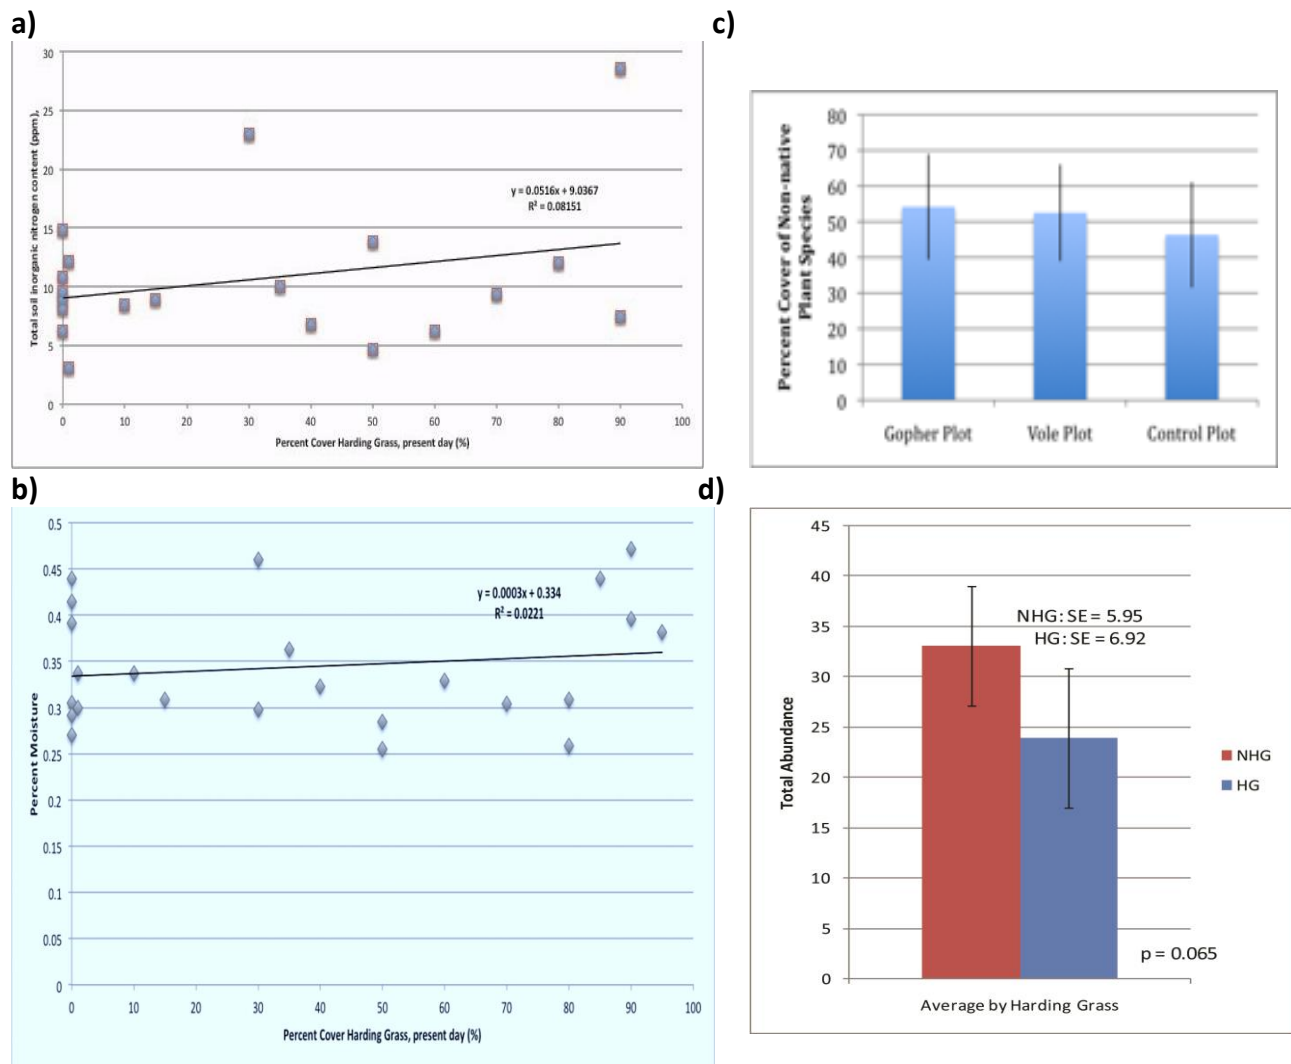 a)
Total soil inorganic nitrogen content (ppm),
30
25
20
15
10
5
0
y = 0.0516x + 9.0367
R² = 0.08151
0 10 20 30 40 50 60 70 80 90 100
Percent Cover Harding Grass, present day (%)
c)
Percent Cover of Non-native
Plant Species
80
70
60
50
40
30
20
10
0
Gopher Plot Vole Plot Control Plot
b)
Percent Moisture
0.5
0.45
0.4
0.35
0.3
0.25
0.2
0.15
0.1
0.05
0
y = 0.0003x + 0.334
R² = 0.0221
0 10 20 30 40 50 60 70 80 90 100
Percent Cover Harding Grass, present day (%)
d)
Total Abundance
45
40
35
30
25
20
15
10
5
0
NHG: SE = 5.95
HG: SE = 6.92
NHG
HG
p = 0.065
Average by Harding Grass